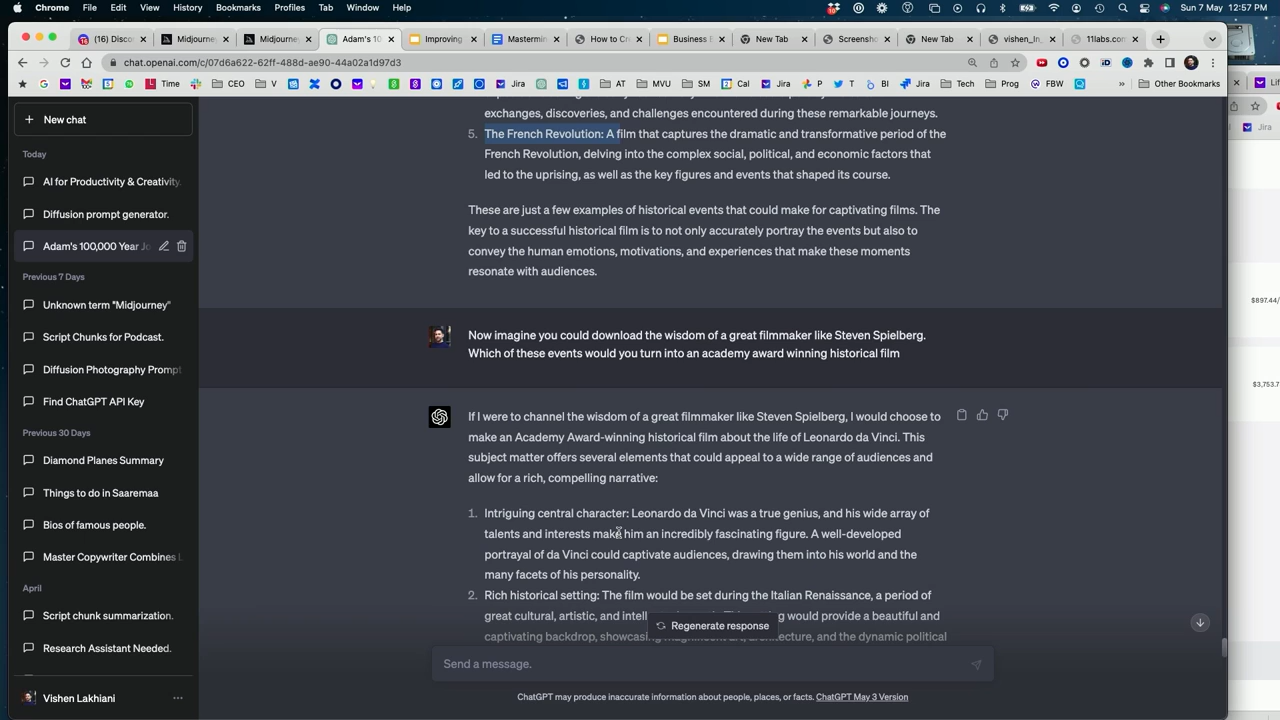 Chrome File Edit View History Bookmarks Profiles Tab Window Help
Sun 7 May 12:57 PM
(16) Disco
Midjourne
Midjourne
Adam's 10
Improving
Maste
How to Cr
Business
New Tab
Screensh
New Tab
vishen_In
11labs.com
chat.openai.com/c/07d6a622-62ff-488d-ae90-44a02a1d97d3
Time
CEO
V
Jira
AT
MVU
SM
Cal
Jira
P
T
BI
Jira
Tech
Prog
FBW
Other Bookmarks
Jira
New chat
Today
AI for Productivity & Creativity.
Diffusion prompt generator.
Adam's 100,000 Year Jo
Previous 7 Days
Unknown term "Midjourney"
Script Chunks for Podcast.
Diffusion Photography Prompt
Find ChatGPT API Key
Previous 30 Days
Diamond Planes Summary
Things to do in Saaremaa
Bios of famous people.
Master Copywriter Combines
April
Script chunk summarization.
Research Assistant Needed.
Vishen Lakhiani
exchanges, discoveries, and challenges encountered during these remarkable journeys.
5. The French Revolution: A film that captures the dramatic and transformative period of the
French Revolution, delving into the complex social, political, and economic factors that
led to the uprising, as well as the key figures and events that shaped its course.
These are just a few examples of historical events that could make for captivating films. The
key to a successful historical film is to not only accurately portray the events but also to
convey the human emotions, motivations, and experiences that make these moments
resonate with audiences.
Now imagine you could download the wisdom of a great filmmaker like Steven Spielberg.
Which of these events would you turn into an academy award winning historical film
If I were to channel the wisdom of a great filmmaker like Steven Spielberg, I would choose to
make an Academy Award-winning historical film about the life of Leonardo da Vinci. This
subject matter offers several elements that could appeal to a wide range of audiences and
allow for a rich, compelling narrative:
1. Intriguing central character: Leonardo da Vinci was a true genius, and his wide array of
talents and interests make him an incredibly fascinating figure. A well-developed
portrayal of da Vinci could captivate audiences, drawing them into his world and the
many facets of his personality.
2. Rich historical setting: The film would be set during the Italian Renaissance, a period of
great cultural, artistic, and would provide a beautiful and
captivating backdrop, and the dynamic political
Regenerate response
Send a message.
ChatGPT may produce inaccurate information about people, places, or facts. ChatGPT May 3 Version
$897.44/
$3,753.7